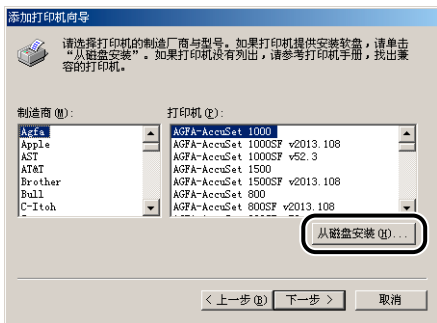 添加打印机向导
请选择打印机的制造厂商与型号。如果打印机提供安装软盘，请单击
“从磁盘安装”。如果打印机没有列出，请参考打印机手册，找出兼
容的打印机。
制造商(M):
Agfa
Apple
AST
AT&T
Brother
Bull
C-Itoh
打印机(P):
AGFA-AccuSet 1000
AGFA-AccuSet 1000SF v2013.108
AGFA-AccuSet 1000SF v52.3
AGFA-AccuSet 1500
AGFA-AccuSet 1500SF v2013.108
AGFA-AccuSet 800
AGFA-AccuSet 800SF v2013.108
从磁盘安装(H)...
< 上一步(B) 下一步 > 取消